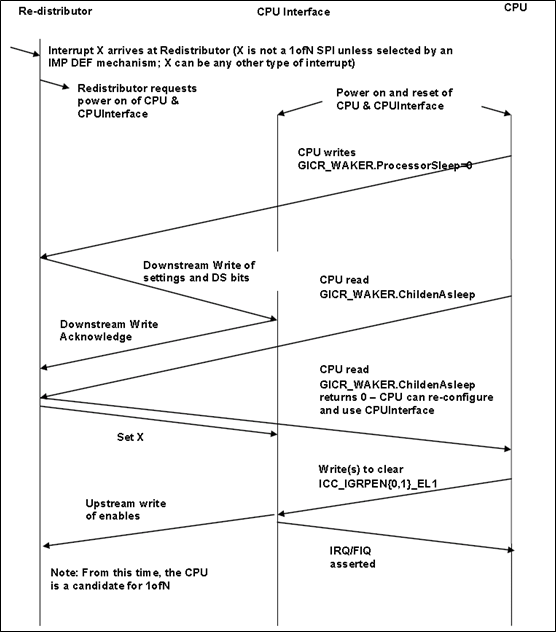 Re-distributor
CPU Interface
CPU
Interrupt X arrives at Redistributor (X is not a 1ofN SPI unless selected by an
IMP DEF mechanism; X can be any other type of interrupt)
Redistributor requests
power on of CPU &
CPUInterface
Power on and reset of
CPU & CPUInterface
CPU writes
GICR_WAKER.ProcessorSleep=0
Downstream Write of
settings and DS bits
CPU read
GICR_WAKER.ChildenAsleep
Downstream Write
Acknowledge
CPU read
GICR_WAKER.ChildenAsleep
returns 0 – CPU can re-configure
and use CPUInterface
Set X
Write(s) to clear
ICC_IGRPEN{0,1}_EL1
Upstream write
of enables
IRQ/FIQ
asserted
Note: From this time, the CPU
is a candidate for 1ofN